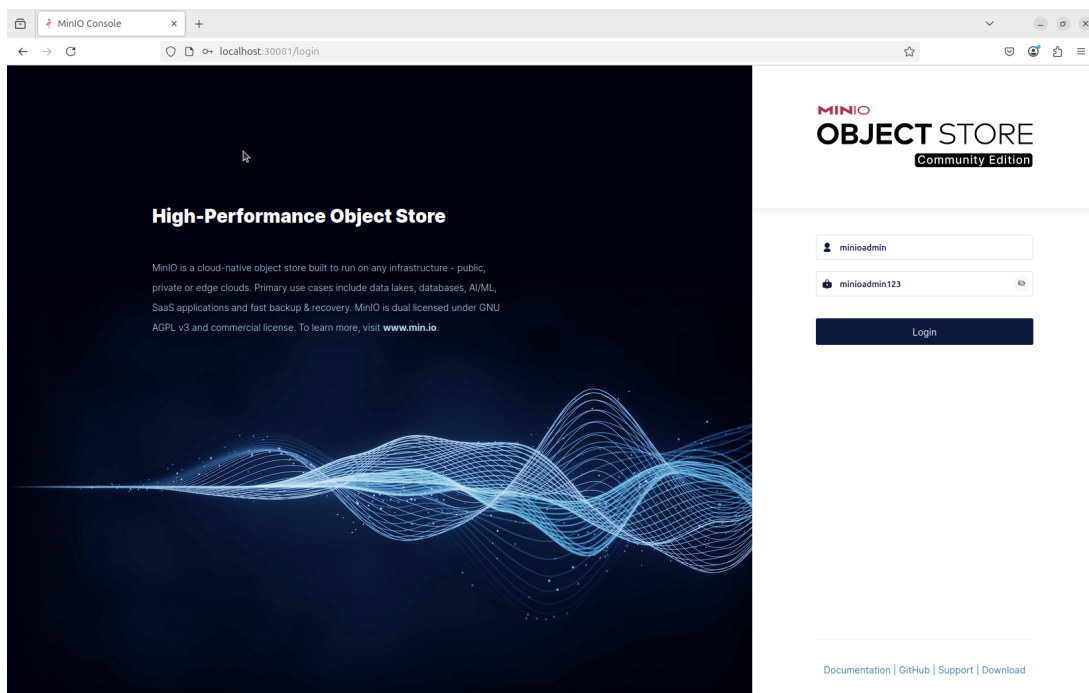 MinIO Console
localhost:30081/login
MINIO
OBJECT STORE
Community Edition
High-Performance Object Store
MinIO is a cloud-native object store built to run on any infrastructure - public,
private or edge clouds. Primary use cases include data lakes, databases, AI/ML,
SaaS applications and fast backup & recovery. MinIO is dual licensed under GNU
AGPL v3 and commercial license. To learn more, visit www.min.io.
minioadmin
minioadmin123
Login
Documentation | GitHub | Support | Download